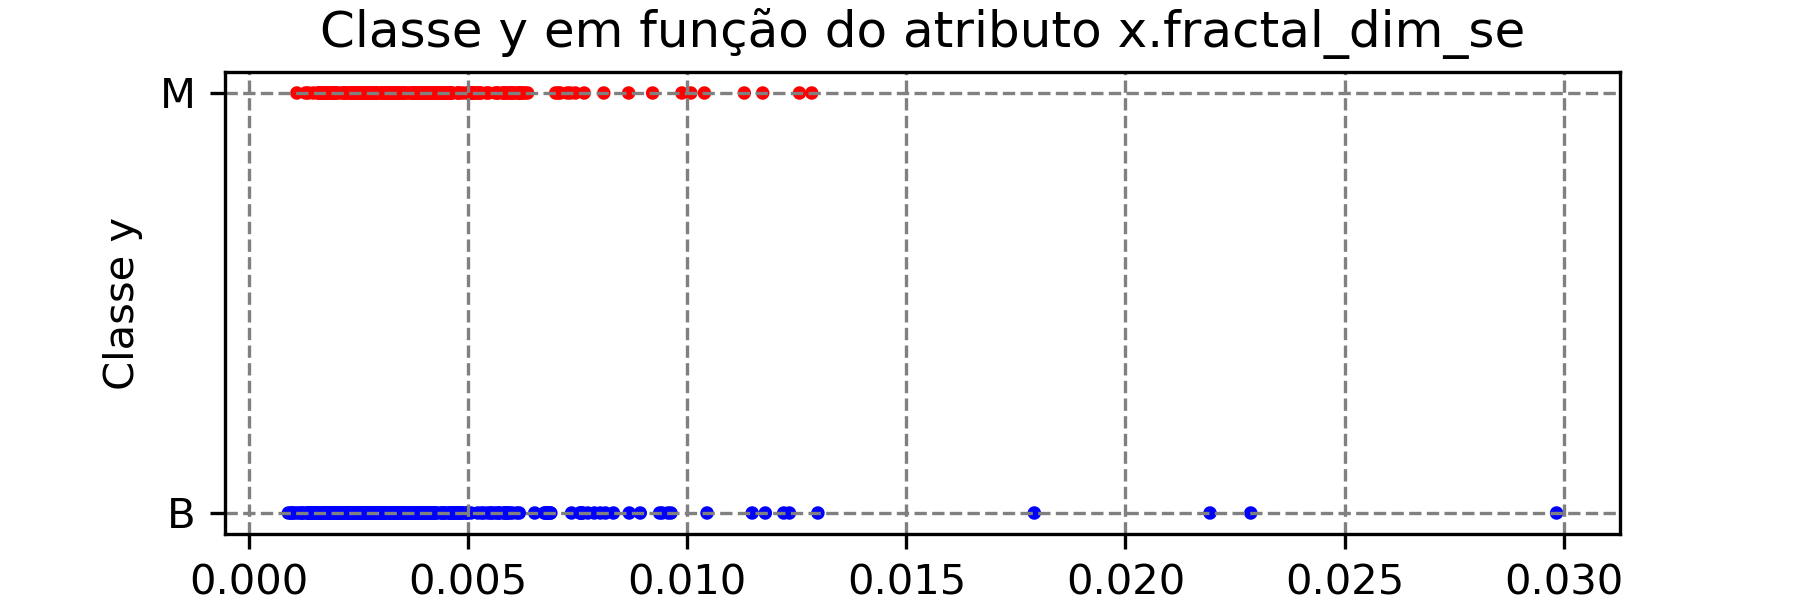 Classe y em função do atributo x.fractal_dim_se
M
Classe y
B
0.000 0.005 0.010 0.015 0.020 0.025 0.030